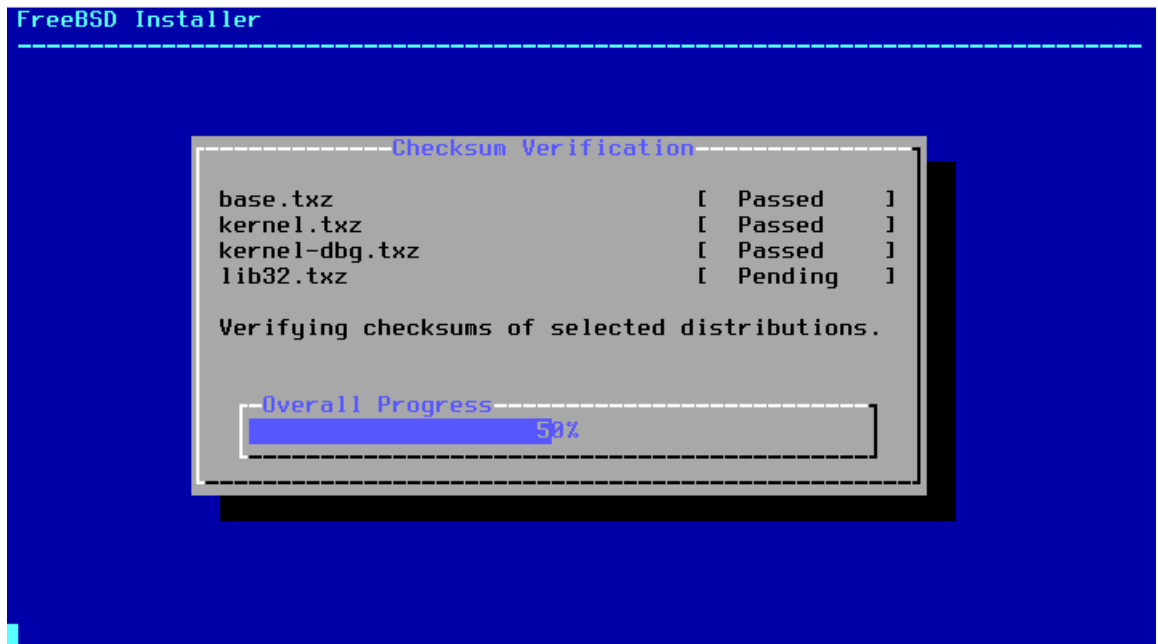 FreeBSD Installer
Checksum Verification
base.txz [ Passed ]
kernel.txz [ Passed ]
kernel-dbg.txz [ Passed ]
lib32.txz [ Pending ]
Verifying checksums of selected distributions.
Overall Progress
50%